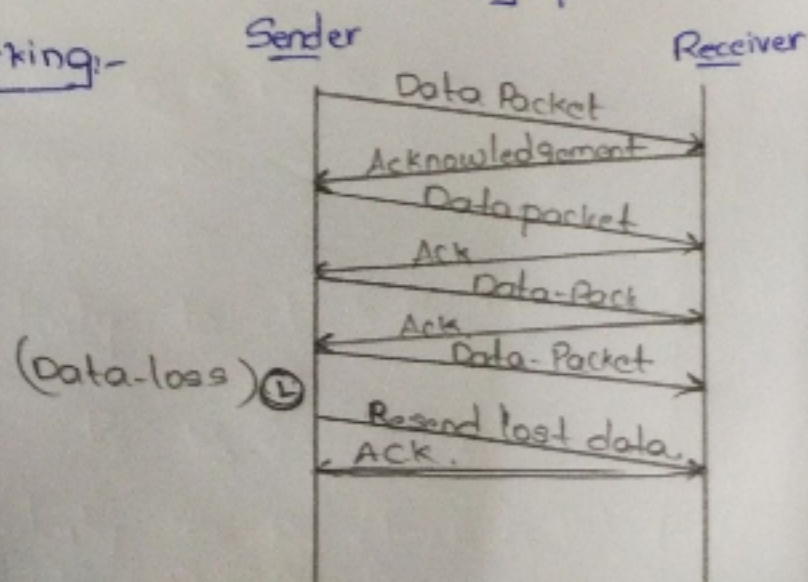 Sender
Receiver
king:-
Data Packet
Acknowledgement
Data packet
Ack
Data-Pack
Ack
Data-Packet
(Data-loss)
Resend lost data.
ACK.